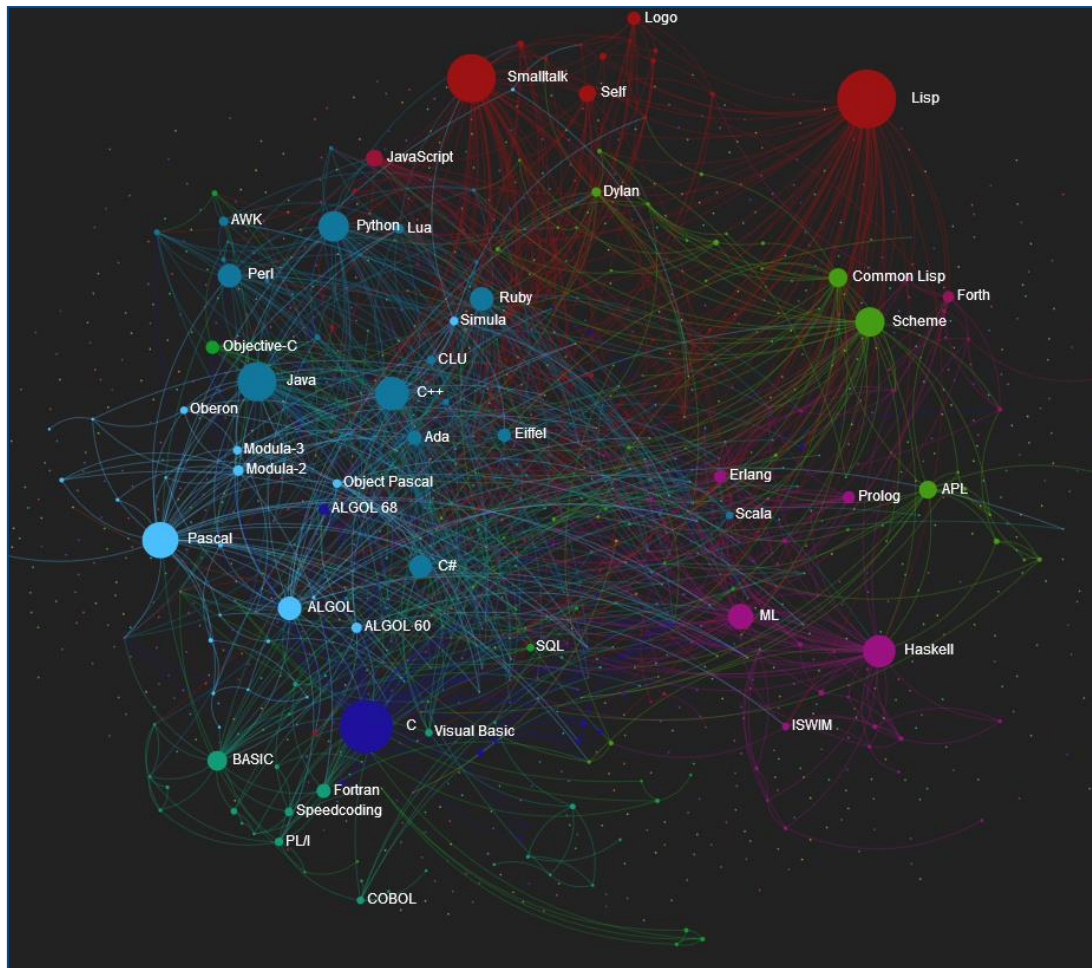 Logo
Smalltalk
Self
Lisp
JavaScript
Dylan
AWK
Python
Lua
Perl
Common Lisp
Forth
Ruby
Simula
Scheme
Objective-C
CLU
Java
C++
Oberon
Ada
Eiffel
Modula-3
Modula-2
Object Pascal
Erlang
Prolog
APL
ALGOL 68
Scala
Pascal
C#
ALGOL
ML
ALGOL 60
SQL
Haskell
C
Visual Basic
ISWIM
BASIC
Fortran
Speedcoding
PL/I
COBOL